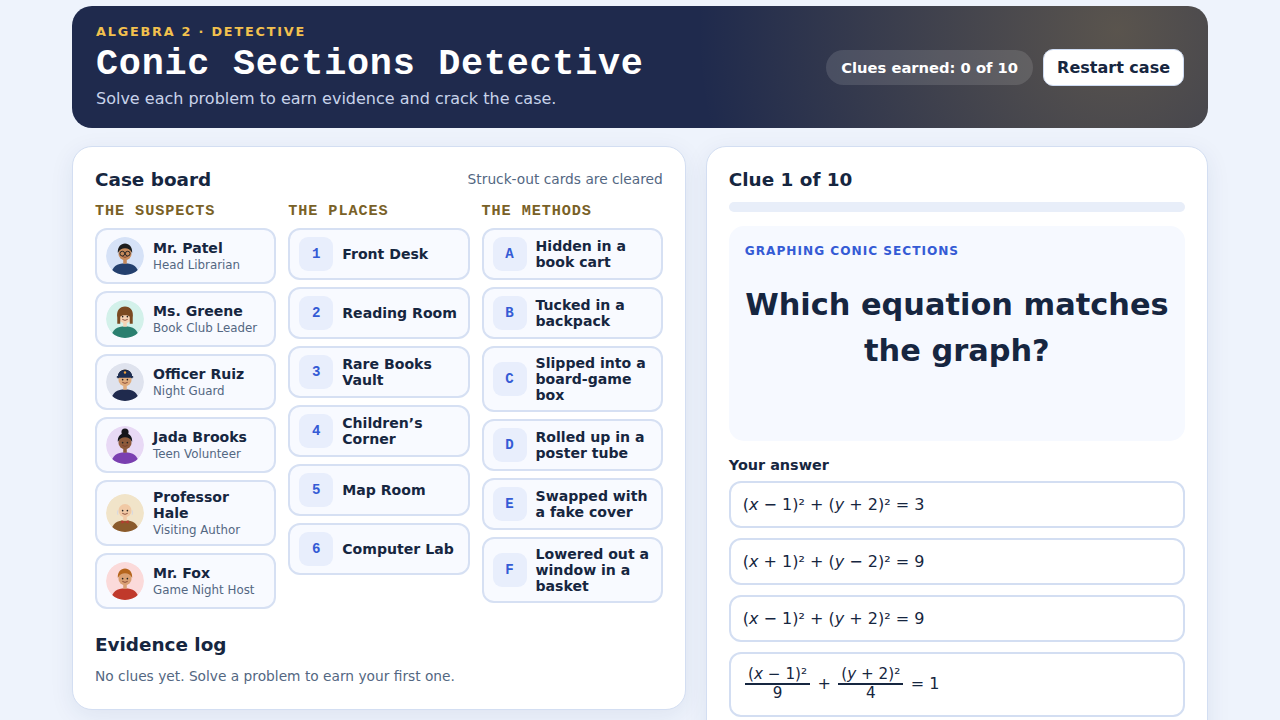 ALGEBRA 2 · DETECTIVE
Conic Sections Detective
Solve each problem to earn evidence and crack the case.
Clues earned: 0 of 10
Restart case
Case board
Struck-out cards are cleared
THE SUSPECTS
Mr. Patel
Head Librarian
Ms. Greene
Book Club Leader
Officer Ruiz
Night Guard
Jada Brooks
Teen Volunteer
Professor
Hale
Visiting Author
Mr. Fox
Game Night Host
THE PLACES
1 Front Desk
2 Reading Room
3 Rare Books
Vault
4 Children’s
Corner
5 Map Room
6 Computer Lab
THE METHODS
A Hidden in a
book cart
B Tucked in a
backpack
C Slipped into a
board-game
box
D Rolled up in a
poster tube
E Swapped with
a fake cover
F Lowered out a
window in a
basket
Evidence log
No clues yet. Solve a problem to earn your first one.
Clue 1 of 10
GRAPHING CONIC SECTIONS
Which equation matches
the graph?
Your answer
(x − 1)² + (y + 2)² = 3
(x + 1)² + (y − 2)² = 9
(x − 1)² + (y + 2)² = 9
(x − 1)²/9 + (y + 2)²/4 = 1